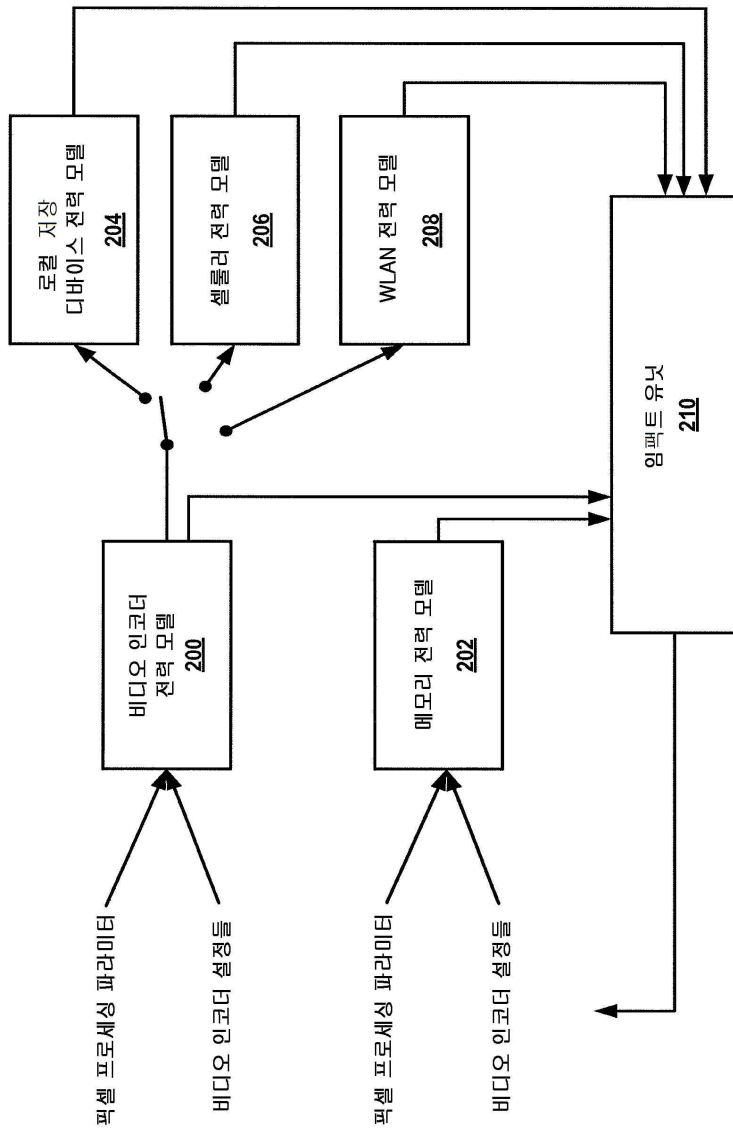 픽셀 프로세싱 파라미터
비디오 인코더 설정들
비디오 인코더
전력 모델
200
로컬 저장
디바이스 전력 모델
204
셀룰러 전력 모델
206
WLAN 전력 모델
208
픽셀 프로세싱 파라미터
비디오 인코더 설정들
메모리 전력 모델
202
임팩트 유닛
210